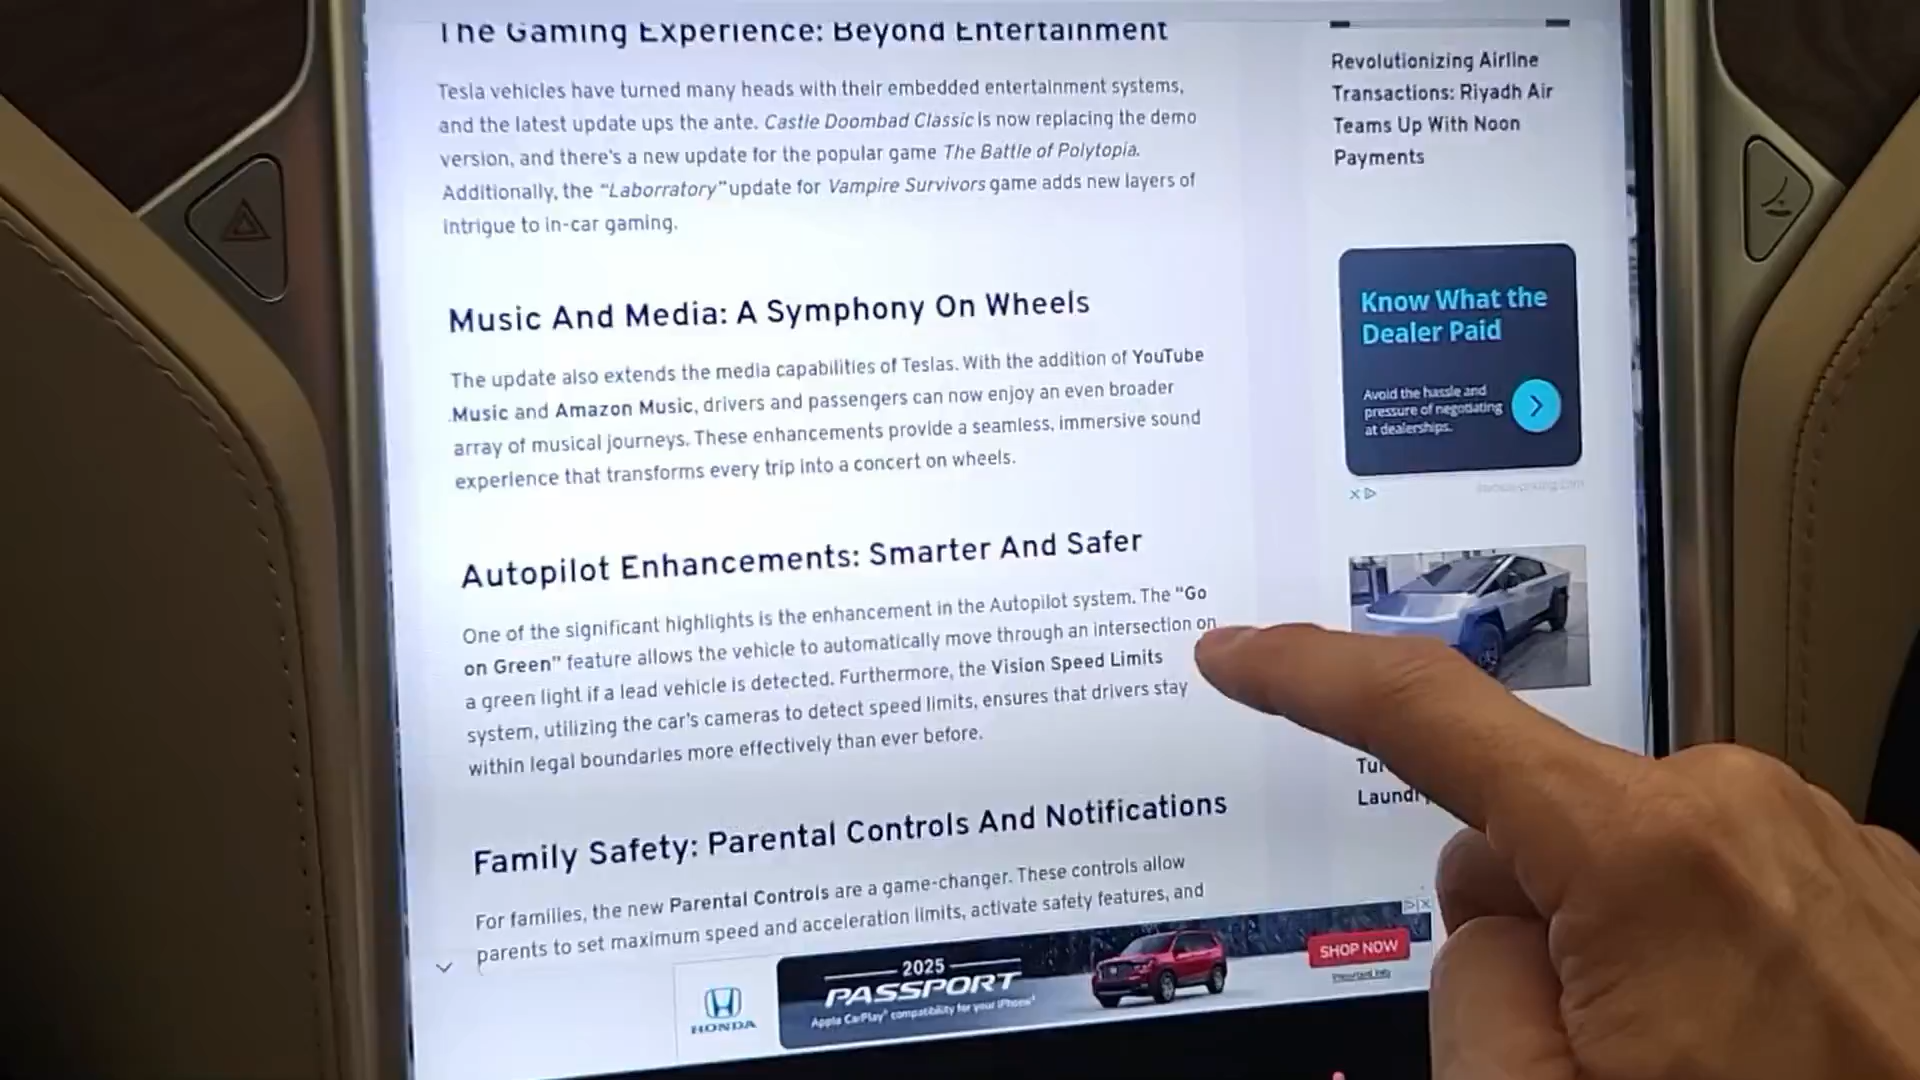 The Gaming Experience: Beyond Entertainment
Tesla vehicles have turned many heads with their embedded entertainment systems,
and the latest update ups the ante. Castle Doombad Classic is now replacing the demo
version, and there's a new update for the popular game The Battle of Polytopia.
Additionally, the "Laborratory" update for Vampire Survivors game adds new layers of
intrigue to in-car gaming.
Music And Media: A Symphony On Wheels
The update also extends the media capabilities of Teslas. With the addition of YouTube
Music and Amazon Music, drivers and passengers can now enjoy an even broader
array of musical journeys. These enhancements provide a seamless, immersive sound
experience that transforms every trip into a concert on wheels.
Autopilot Enhancements: Smarter And Safer
One of the significant highlights is the enhancement in the Autopilot system. The "Go
on Green" feature allows the vehicle to automatically move through an intersection on
a green light if a lead vehicle is detected. Furthermore, the Vision Speed Limits
system, utilizing the car's cameras to detect speed limits, ensures that drivers stay
within legal boundaries more effectively than ever before.
Family Safety: Parental Controls And Notifications
For families, the new Parental Controls are a game-changer. These controls allow
parents to set maximum speed and acceleration limits, activate safety features, and
Revolutionizing Airline
Transactions: Riyadh Air
Teams Up With Noon
Payments
Know What the
Dealer Paid
Avoid the hassle and
pressure of negotiating
at dealerships.
HONDA
2025
PASSPORT
Apple CarPlay® compatibility for your iPhone®
SHOP NOW
Important Info